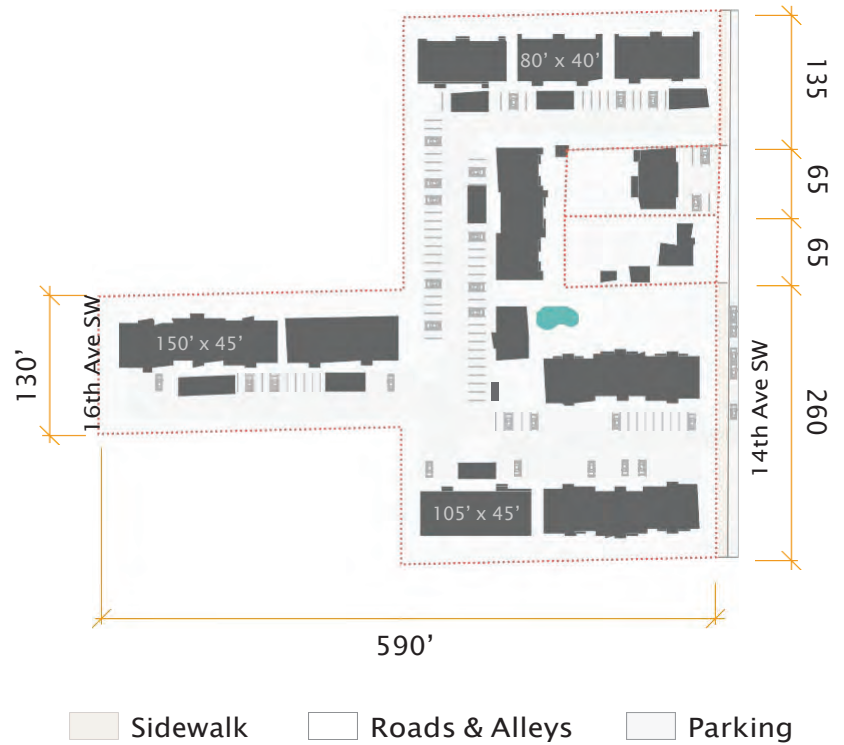 80' x 40'
135
65
65
16th Ave SW
130'
150' x 45'
14th Ave SW
260
105' x 45'
590'
Sidewalk
Roads & Alleys
Parking